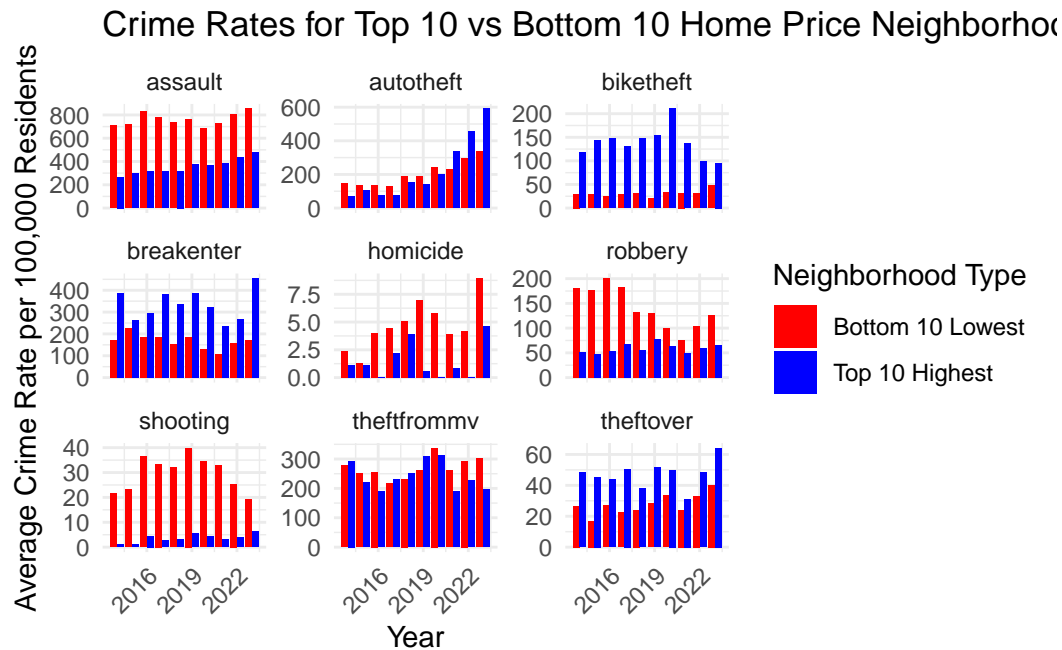 Crime Rates for Top 10 vs Bottom 10 Home Price Neighborhoo
Average Crime Rate per 100,000 Residents
assault
800
600
400
200
0
autotheft
600
400
200
0
biketheft
200
150
100
50
0
breakenter
400
300
200
100
0
homicide
7.5
5.0
2.5
0.0
robbery
200
150
100
50
0
shooting
40
30
20
10
0
theftfrommv
300
200
100
0
theftover
60
40
20
0
2016 2019 2022
2016 2019 2022
2016 2019 2022
Year
Neighborhood Type
Bottom 10 Lowest
Top 10 Highest